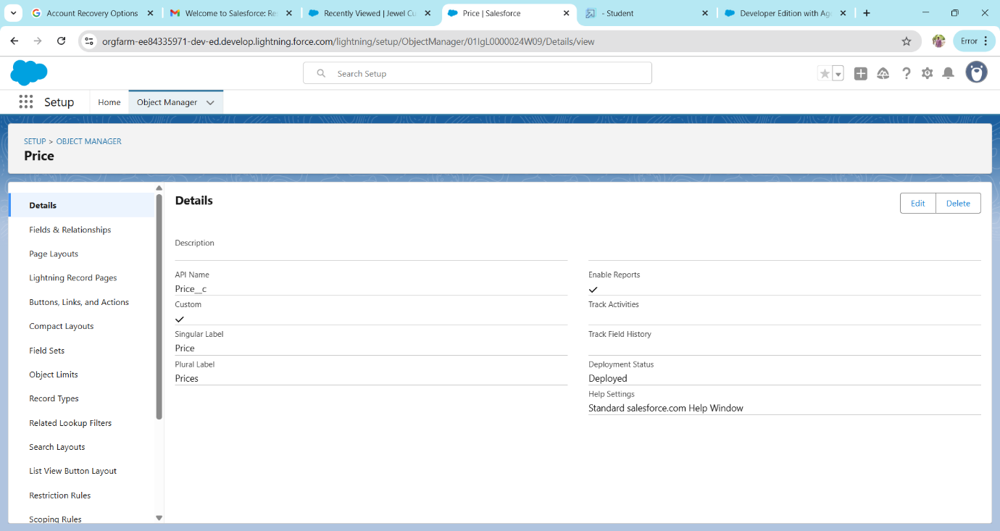 Account Recovery Options
Welcome to Salesforce: Re
Recently Viewed | Jewel Cu
Price | Salesforce
- Student
Developer Edition with Ag
orgfarm-ee84335971-dev-ed.develop.lightning.force.com/lightning/setup/ObjectManager/01IgL0000024W09/Details/view
Error
Search Setup
Setup
Home
Object Manager
SETUP > OBJECT MANAGER
Price
Details
Fields & Relationships
Page Layouts
Lightning Record Pages
Buttons, Links, and Actions
Compact Layouts
Field Sets
Object Limits
Record Types
Related Lookup Filters
Search Layouts
List View Button Layout
Restriction Rules
Scoping Rules
Details
Edit
Delete
Description
API Name
Price__c
Custom
Singular Label
Price
Plural Label
Prices
Enable Reports
Track Activities
Track Field History
Deployment Status
Deployed
Help Settings
Standard salesforce.com Help Window